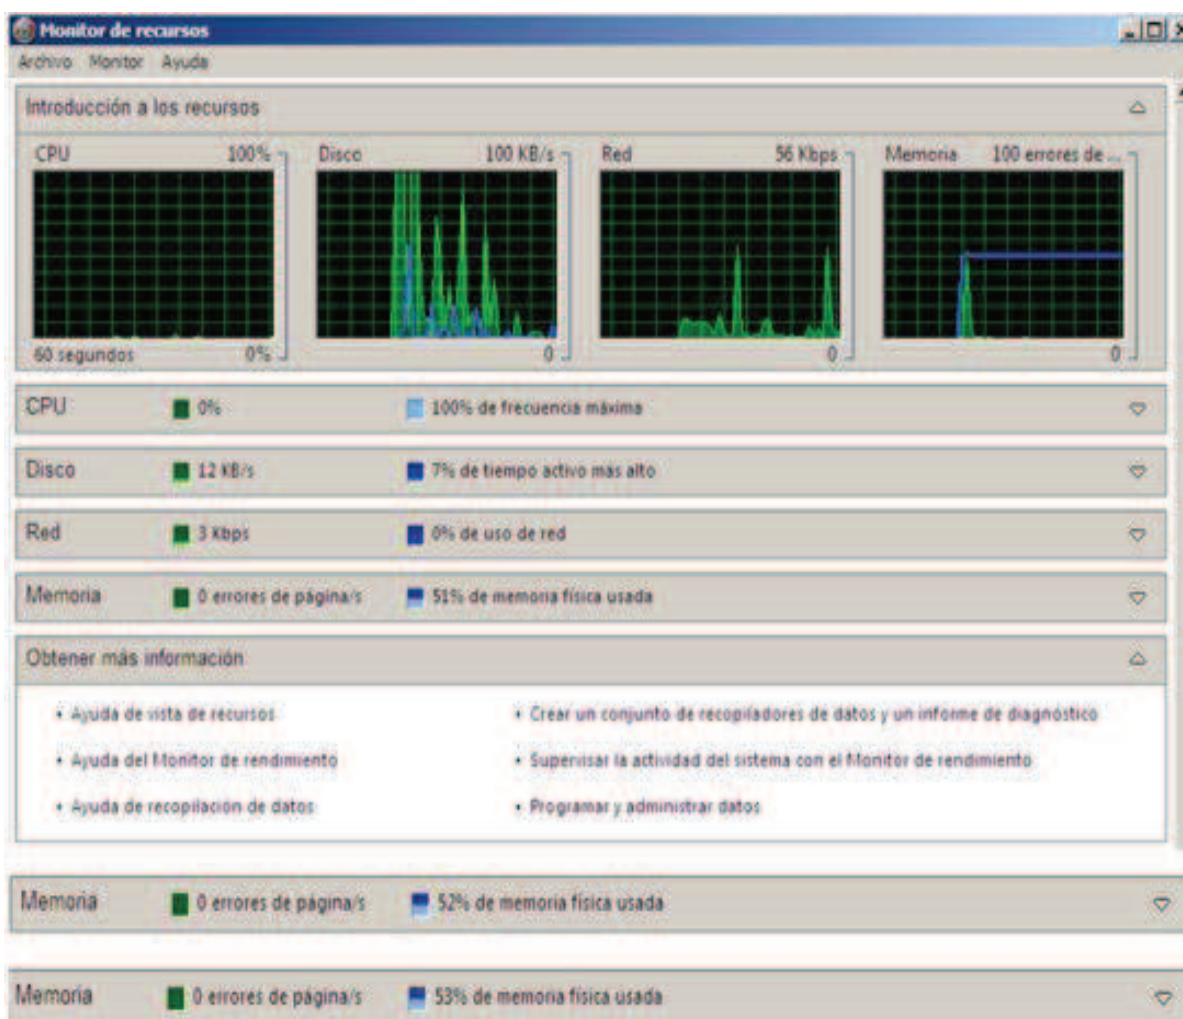 Monitor de recursos
Archivo Monitor Ayuda
Introducción a los recursos
CPU 100% Disco 100 KB/s Red 56 Kbps Memoria 100 errores de ...
60 segundos 0% 0 0 0
CPU 0% 100% de frecuencia máxima
Disco 12 KB/s 7% de tiempo activo más alto
Red 3 Kbps 0% de uso de red
Memoria 0 errores de página/s 51% de memoria física usada
Obtener más información
• Ayuda de vista de recursos • Crear un conjunto de recopiladores de datos y un informe de diagnóstico
• Ayuda del Monitor de rendimiento • Supervisar la actividad del sistema con el Monitor de rendimiento
• Ayuda de recopilación de datos • Programar y administrar datos
Memoria 0 errores de página/s 52% de memoria física usada
Memoria 0 errores de página/s 53% de memoria física usada